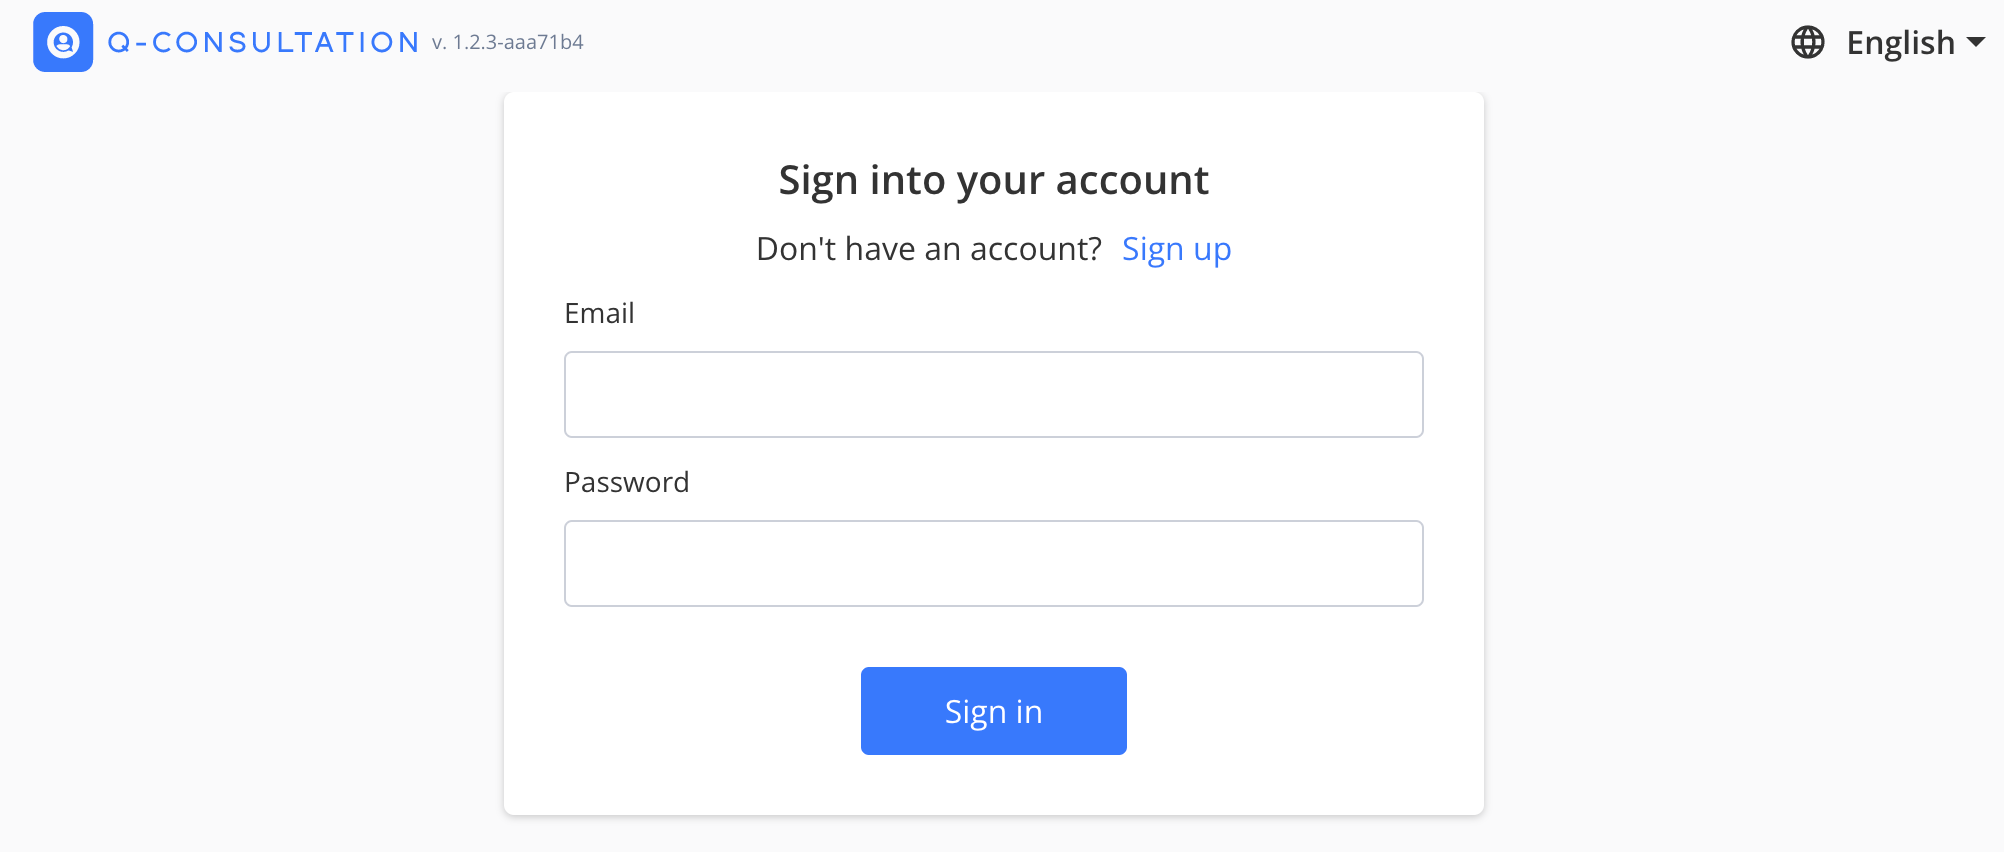 Q-CONSULTATION v. 1.2.3-aaa71b4
English
Sign into your account
Don't have an account? Sign up
Email
Password
Sign in